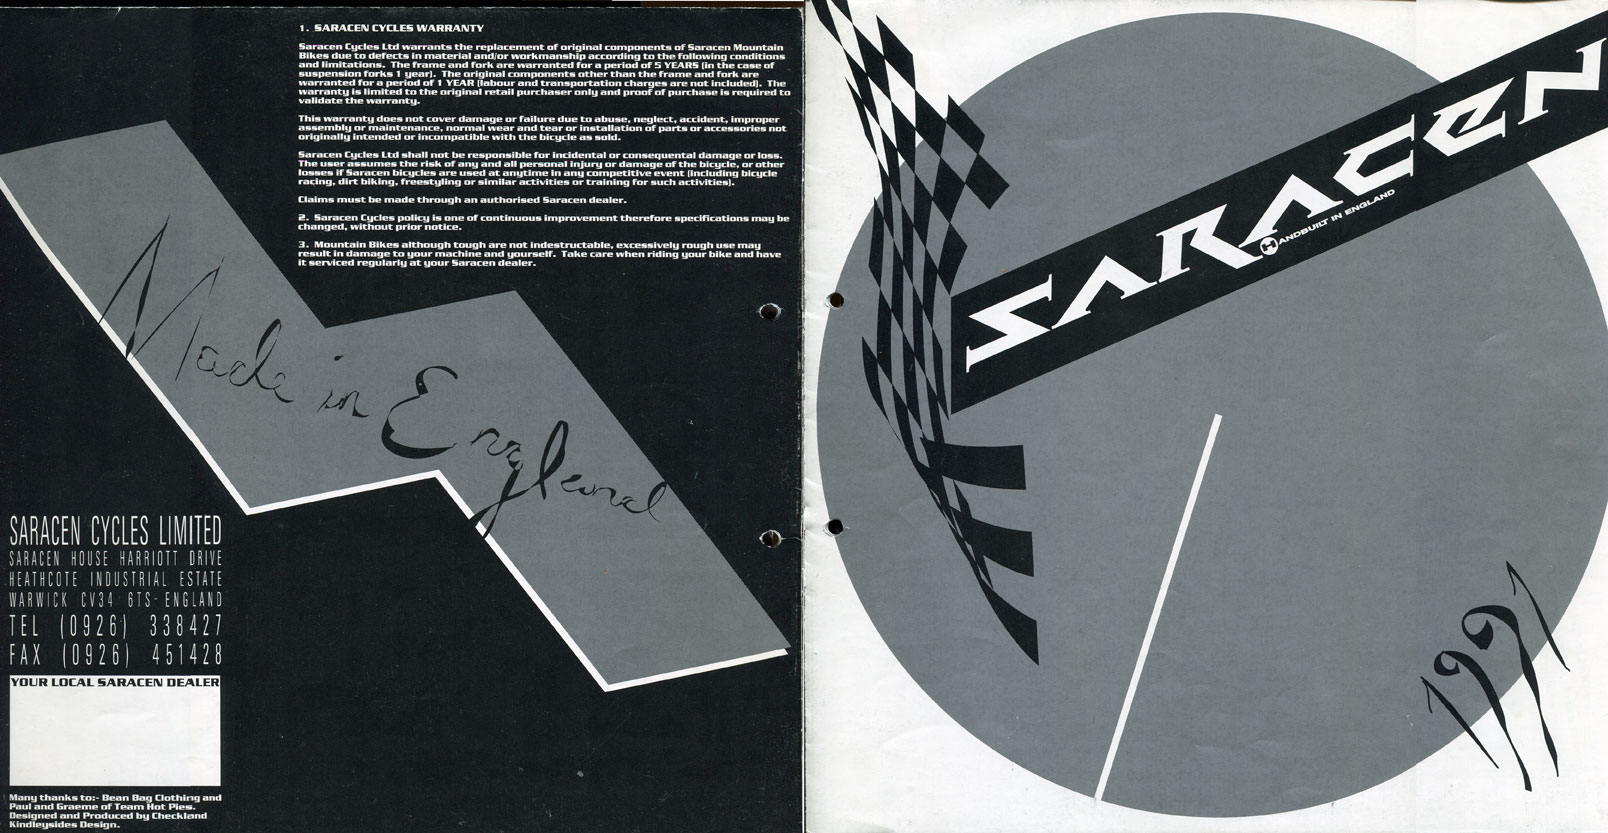 1. SARACEN CYCLES WARRANTY
Saracen Cycles Ltd warrants the replacement of original components of Saracen Mountain
Bikes due to defects in material and/or workmanship according to the following conditions
and limitations. The frame and fork are warranted for a period of 5 YEARS (in the case of
suspension forks 1 year). The original components other than the frame and fork are
warranted for a period of 1 YEAR (labour and transportation charges are not included). The
warranty is limited to the original retail purchaser only and proof of purchase is required to
validate the warranty.
This warranty does not cover damage or failure due to abuse, neglect, accident, improper
assembly or maintenance, normal wear and tear or installation of parts or accessories not
originally intended or incompatible with the bicycle as sold.
Saracen Cycles Ltd shall not be responsible for incidental or consequental damage or loss.
The user assumes the risk of any and all personal injury or damage of the bicycle, or other
losses if Saracen bicycles are used at anytime in any competitive event (including bicycle
racing, dirt biking, freestyling or similar activities or training for such activities).
Claims must be made through an authorised Saracen dealer.
2. Saracen Cycles policy is one of continuous improvement therefore specifications may be
changed, without prior notice.
3. Mountain Bikes although tough are not indestructable, excessively rough use may
result in damage to your machine and yourself. Take care when riding your bike and have
it serviced regularly at your Saracen dealer.
Made in England
SARACEN CYCLES LIMITED
SARACEN HOUSE HARRIOTT DRIVE
HEATHCOTE INDUSTRIAL ESTATE
WARWICK CV34 6TS - ENGLAND
TEL (0926) 338427
FAX (0926) 451428
YOUR LOCAL SARACEN DEALER
Many thanks to:- Bean Bag Clothing and
Paul and Graeme of Team Hot Pies.
Designed and Produced by Checkland
Kindleysides Design.
SARACEN
HANDBUILT IN ENGLAND
1991